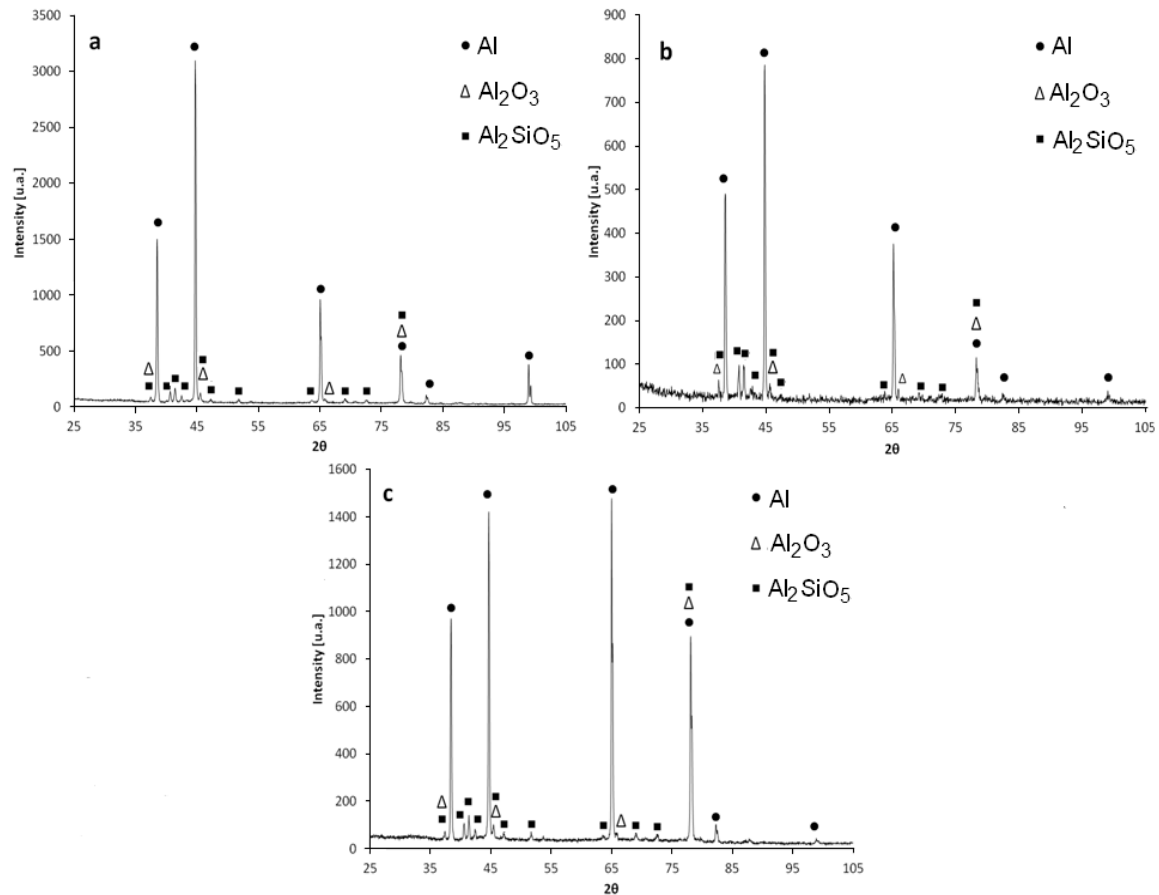 a
● Al
△ Al₂O₃
■ Al₂SiO₅
3500
3000
2500
2000
1500
1000
500
0
Intensity [u.a.]
25 35 45 55 65 75 85 95 105
2θ
b
● Al
△ Al₂O₃
■ Al₂SiO₅
900
800
700
600
500
400
300
200
100
0
Intensity [u.a.]
25 35 45 55 65 75 85 95 105
2θ
c
● Al
△ Al₂O₃
■ Al₂SiO₅
1600
1400
1200
1000
800
600
400
200
0
Intensity [u.a.]
25 35 45 55 65 75 85 95 105
2θ